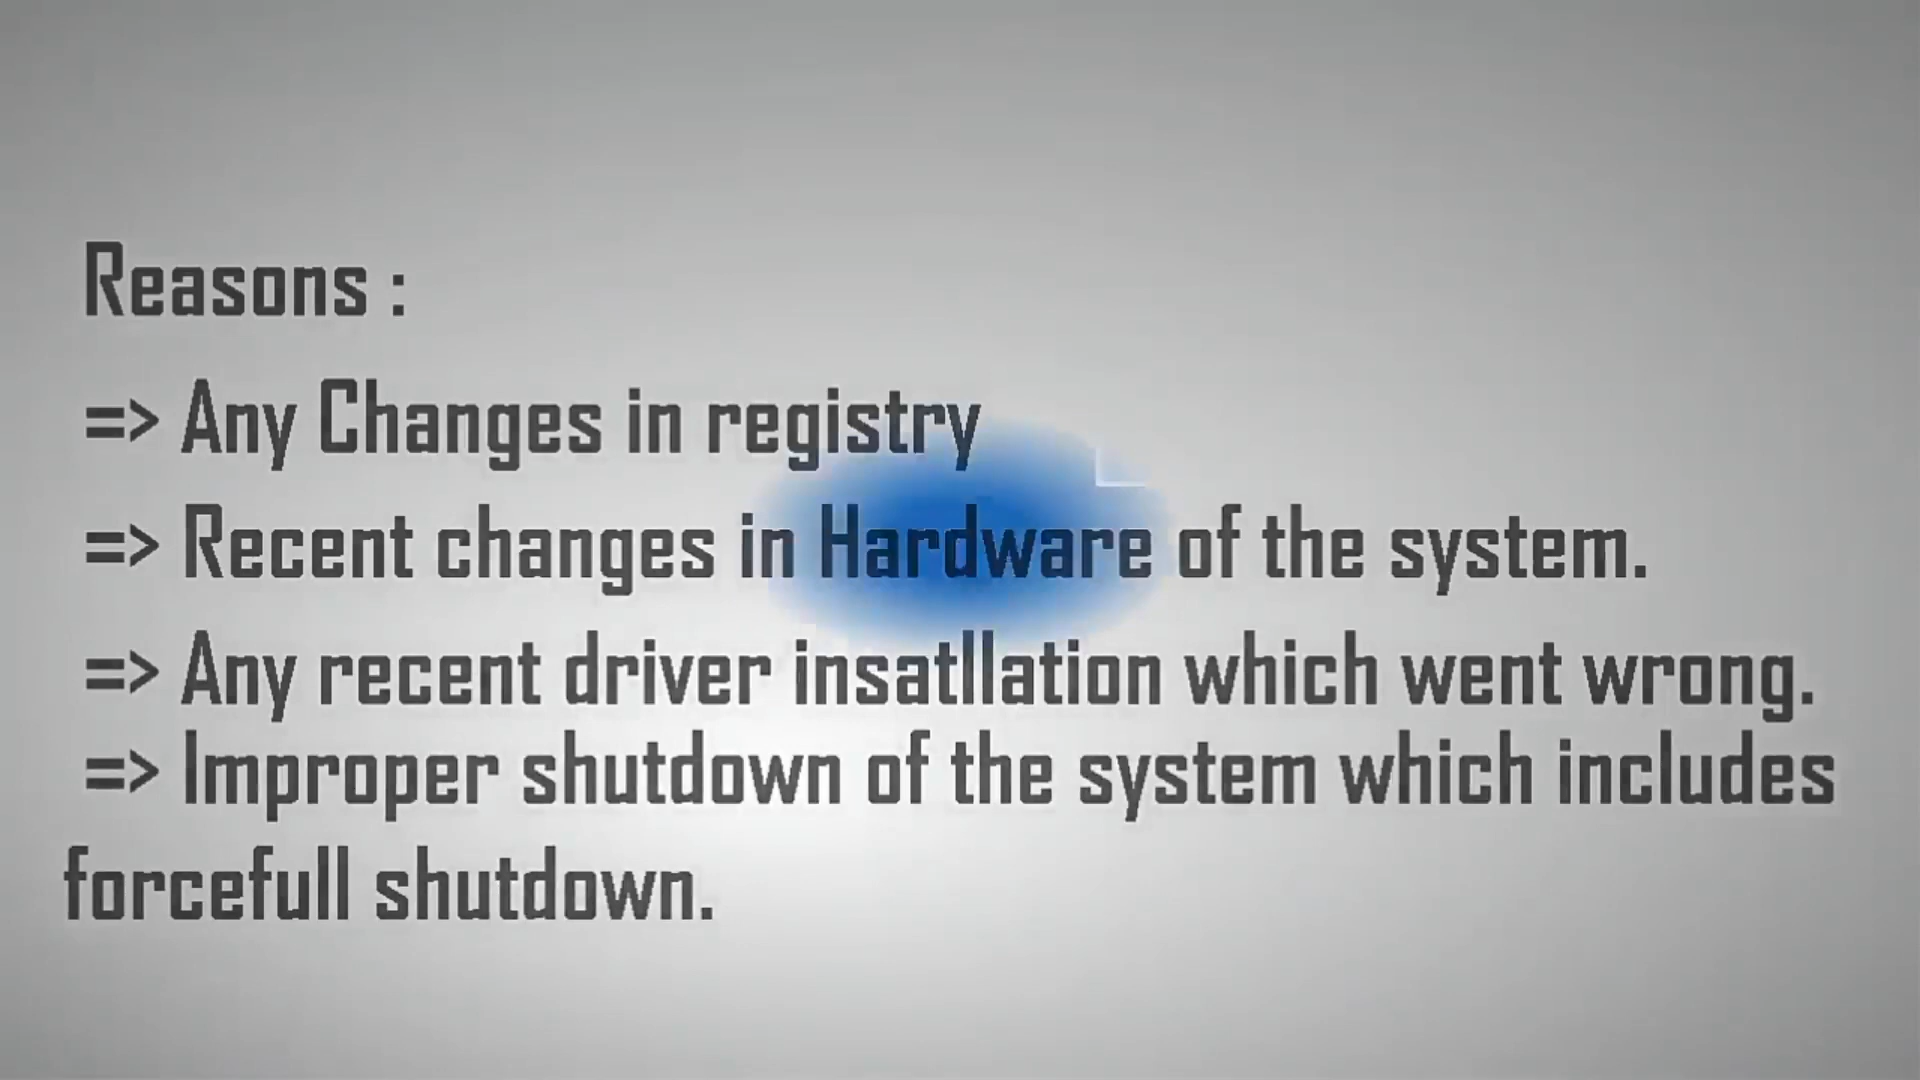 Reasons :
=> Any Changes in registry
=> Recent changes in Hardware of the system.
=> Any recent driver insatllation which went wrong.
=> Improper shutdown of the system which includes
forcefull shutdown.